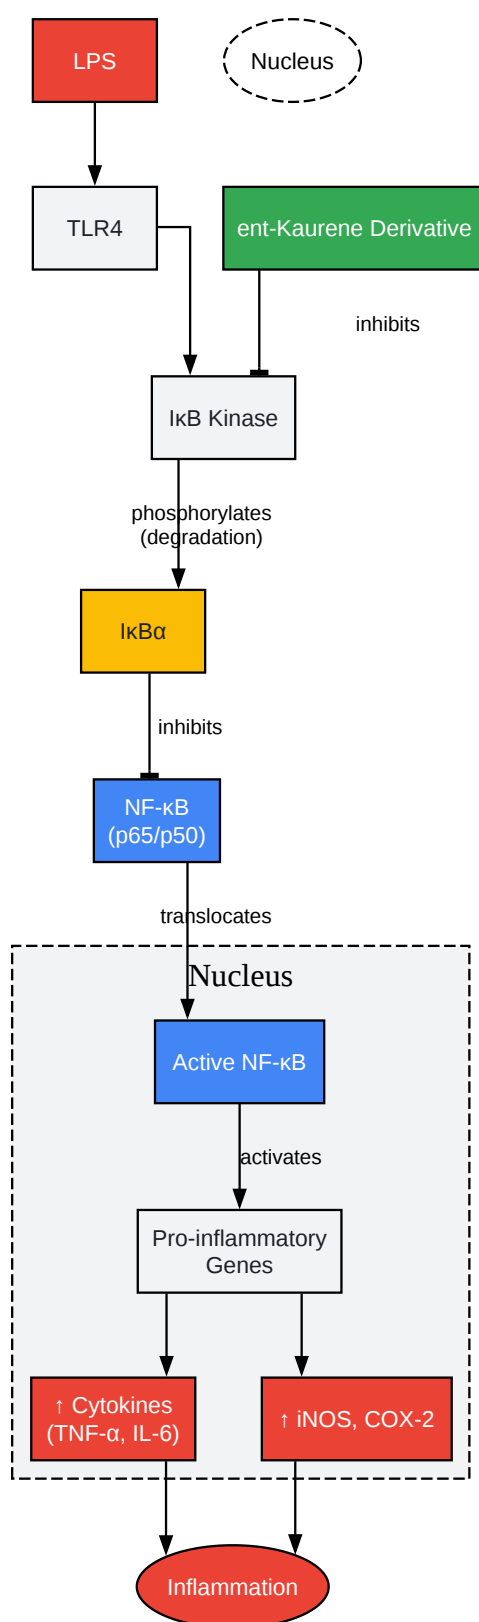 LPS
Nucleus
TLR4
ent-Kaurene Derivative
inhibits
IκB Kinase
phosphorylates
(degradation)
IκBα
inhibits
NF-κB
(p65/p50)
translocates
Nucleus
Active NF-κB
activates
Pro-inflammatory
Genes
↑ Cytokines
(TNF-α, IL-6)
↑ iNOS, COX-2
Inflammation